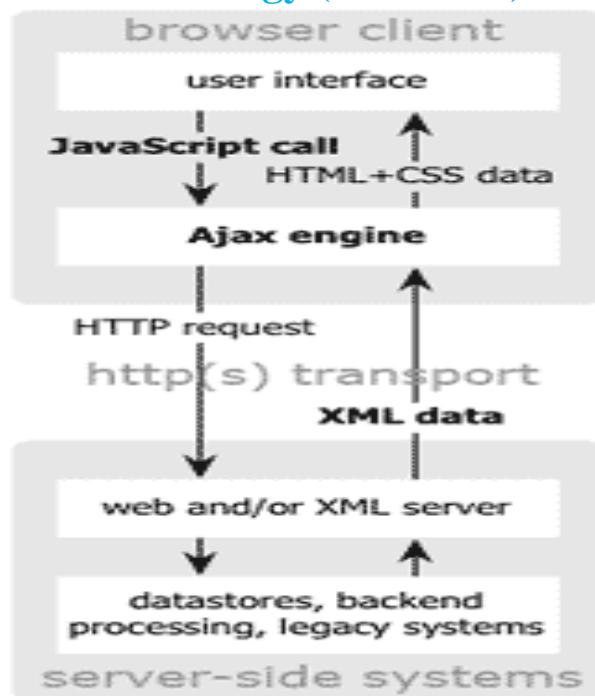 browser client
user interface
JavaScript call
HTML+CSS data
Ajax engine
HTTP request
http(s) transport
XML data
web and/or XML server
datastores, backend
processing, legacy systems
server-side systems